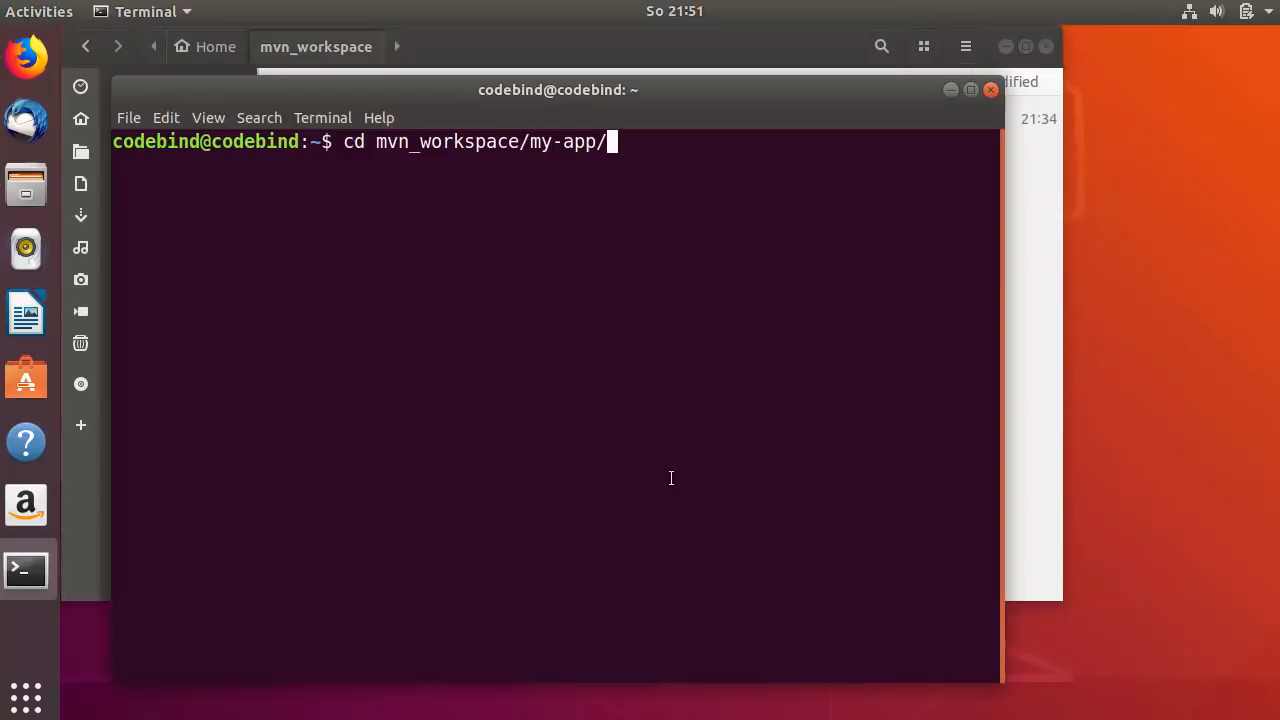 Activities
Terminal
So 21:51
Home
mvn_workspace
dified
21:34
codebind@codebind: ~
File Edit View Search Terminal Help
codebind@codebind:~$ cd mvn_workspace/my-app/